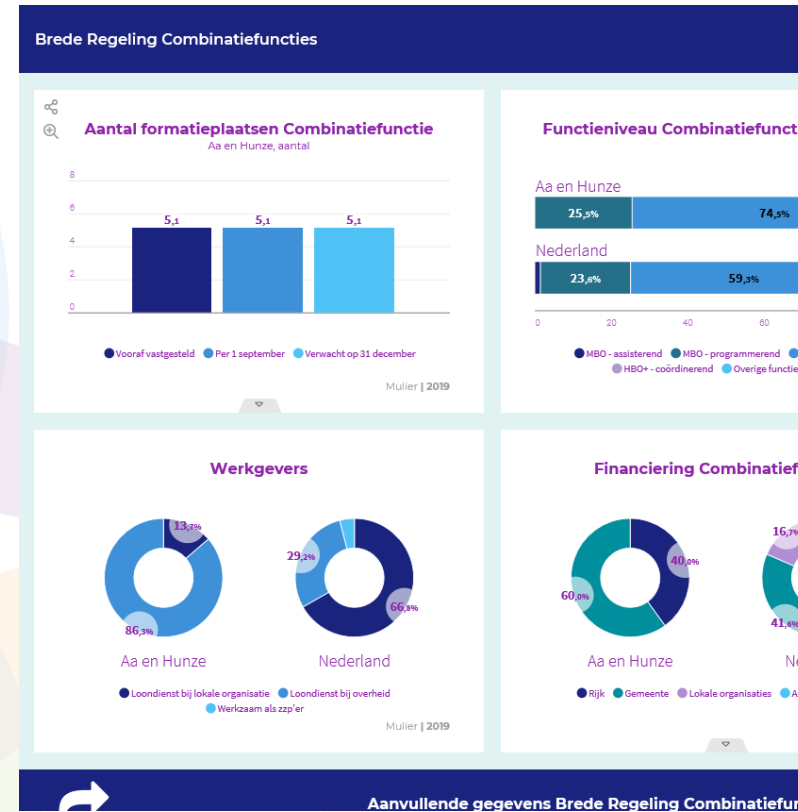 Brede Regeling Combinatiefuncties
Aantal formatieplaatsen Combinatiefunctie
Aa en Hunze, aantal
8
6
4
2
0
5,1
5,1
5,1
Vooraf vastgesteld Per 1 september Verwacht op 31 december
Mulier | 2019
Functieniveau Combinatiefunct
Aa en Hunze
25,5% 74,5%
Nederland
23,6% 59,3%
0 20 40 60
MBO - assisterend MBO - programmerend
HBO+ - coördinerend Overige functie
Werkgevers
13,7%
86,3%
Aa en Hunze
29,2%
66,8%
Nederland
Loondienst bij lokale organisatie Loondienst bij overheid
Werkzaam als zzp'er
Mulier | 2019
Financiering Combinatief
40,0%
60,0%
Aa en Hunze
16,7%
41,6%
Ne
Rijk Gemeente Lokale organisaties A
Aanvullende gegevens Brede Regeling Combinatiefun